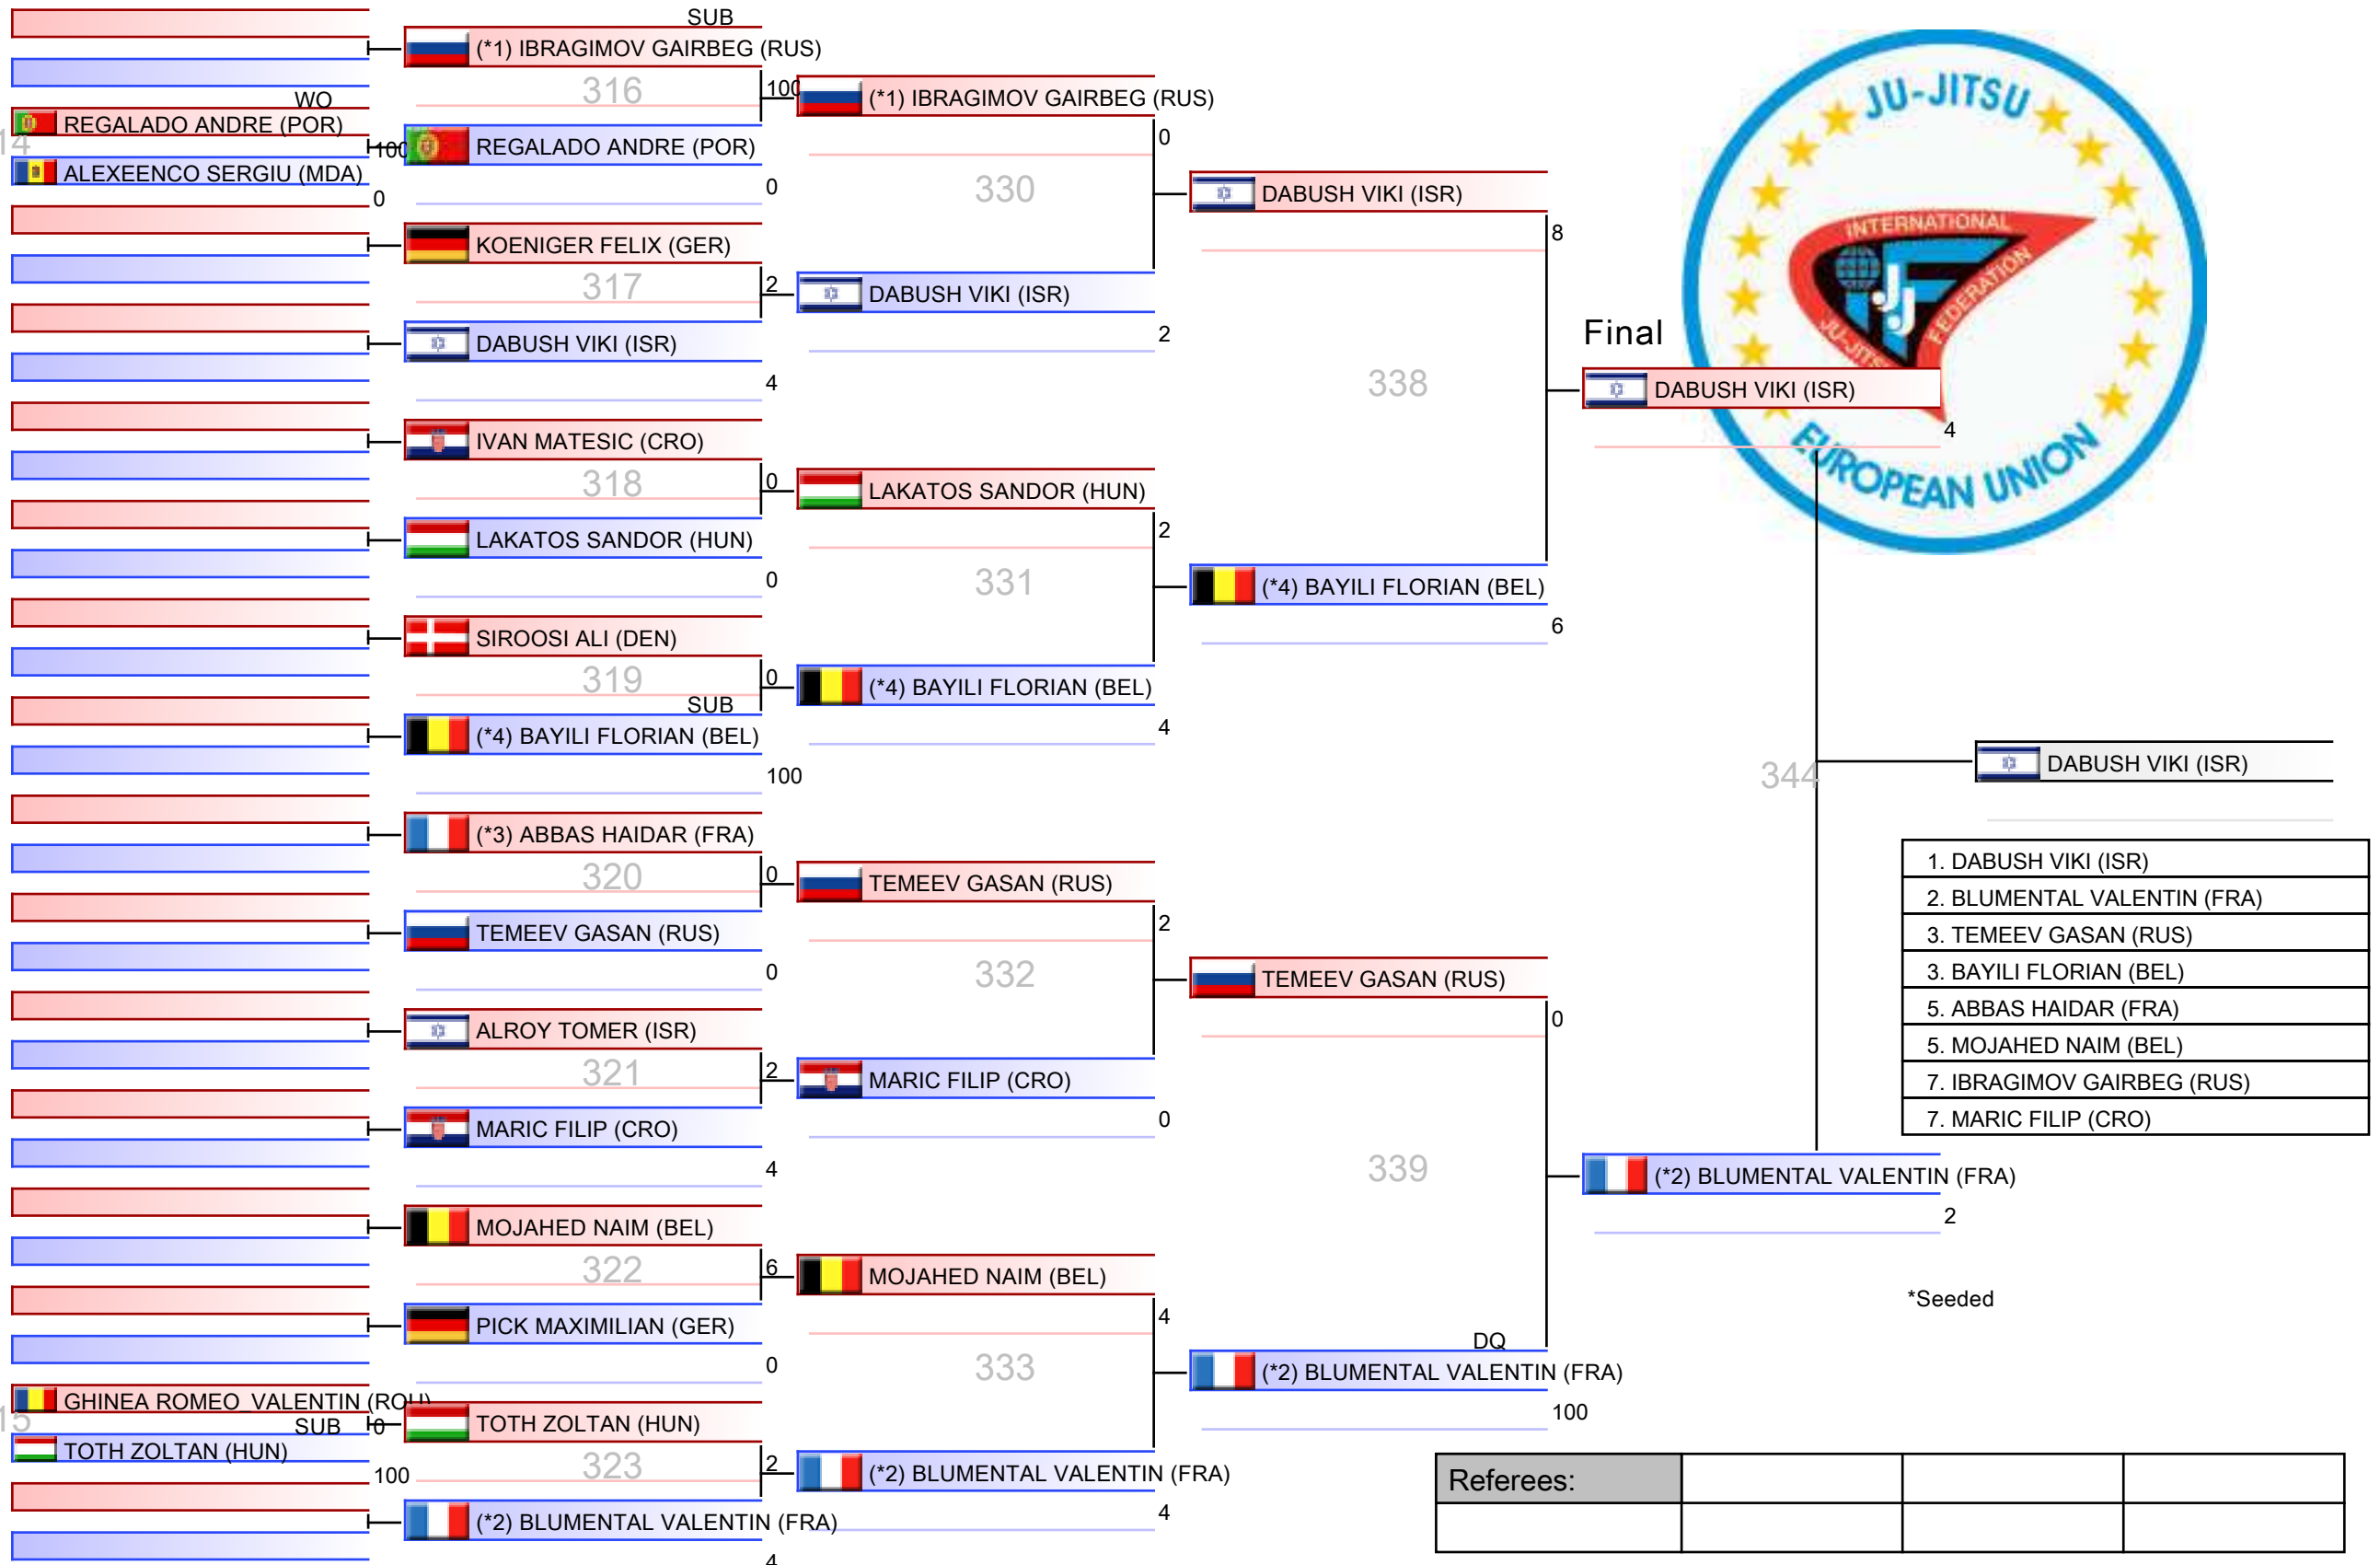 SUB
(*1) IBRAGIMOV GAIRBEG (RUS)
316
100
(*1) IBRAGIMOV GAIRBEG (RUS)
WO
REGALADO ANDRE (POR)
14
100
REGALADO ANDRE (POR)
0
ALEXEENCO SERGIU (MDA)
0
0
330
DABUSH VIKI (ISR)
8
KOENIGER FELIX (GER)
317
2
DABUSH VIKI (ISR)
2
DABUSH VIKI (ISR)
4
338
Final
DABUSH VIKI (ISR)
4
JU-JITSU
INTERNATIONAL
FEDERATION
EUROPEAN UNION
IVAN MATESIC (CRO)
318
0
LAKATOS SANDOR (HUN)
2
LAKATOS SANDOR (HUN)
0
331
(*4) BAYILI FLORIAN (BEL)
6
SIROOSI ALI (DEN)
319
0
(*4) BAYILI FLORIAN (BEL)
4
SUB
(*4) BAYILI FLORIAN (BEL)
100
344
DABUSH VIKI (ISR)
(*3) ABBAS HAIDAR (FRA)
320
0
TEMEEV GASAN (RUS)
2
TEMEEV GASAN (RUS)
0
332
TEMEEV GASAN (RUS)
0
1. DABUSH VIKI (ISR)
2. BLUMENTAL VALENTIN (FRA)
3. TEMEEV GASAN (RUS)
3. BAYILI FLORIAN (BEL)
5. ABBAS HAIDAR (FRA)
5. MOJAHED NAIM (BEL)
7. IBRAGIMOV GAIRBEG (RUS)
7. MARIC FILIP (CRO)
ALROY TOMER (ISR)
321
2
MARIC FILIP (CRO)
0
MARIC FILIP (CRO)
4
339
(*2) BLUMENTAL VALENTIN (FRA)
2
MOJAHED NAIM (BEL)
322
6
MOJAHED NAIM (BEL)
4
PICK MAXIMILIAN (GER)
0
333
DQ
(*2) BLUMENTAL VALENTIN (FRA)
100
*Seeded
GHINEA ROMEO_VALENTIN (ROU)
15
SUB
0
TOTH ZOLTAN (HUN)
TOTH ZOLTAN (HUN)
100
323
2
(*2) BLUMENTAL VALENTIN (FRA)
4
(*2) BLUMENTAL VALENTIN (FRA)
4
Referees: